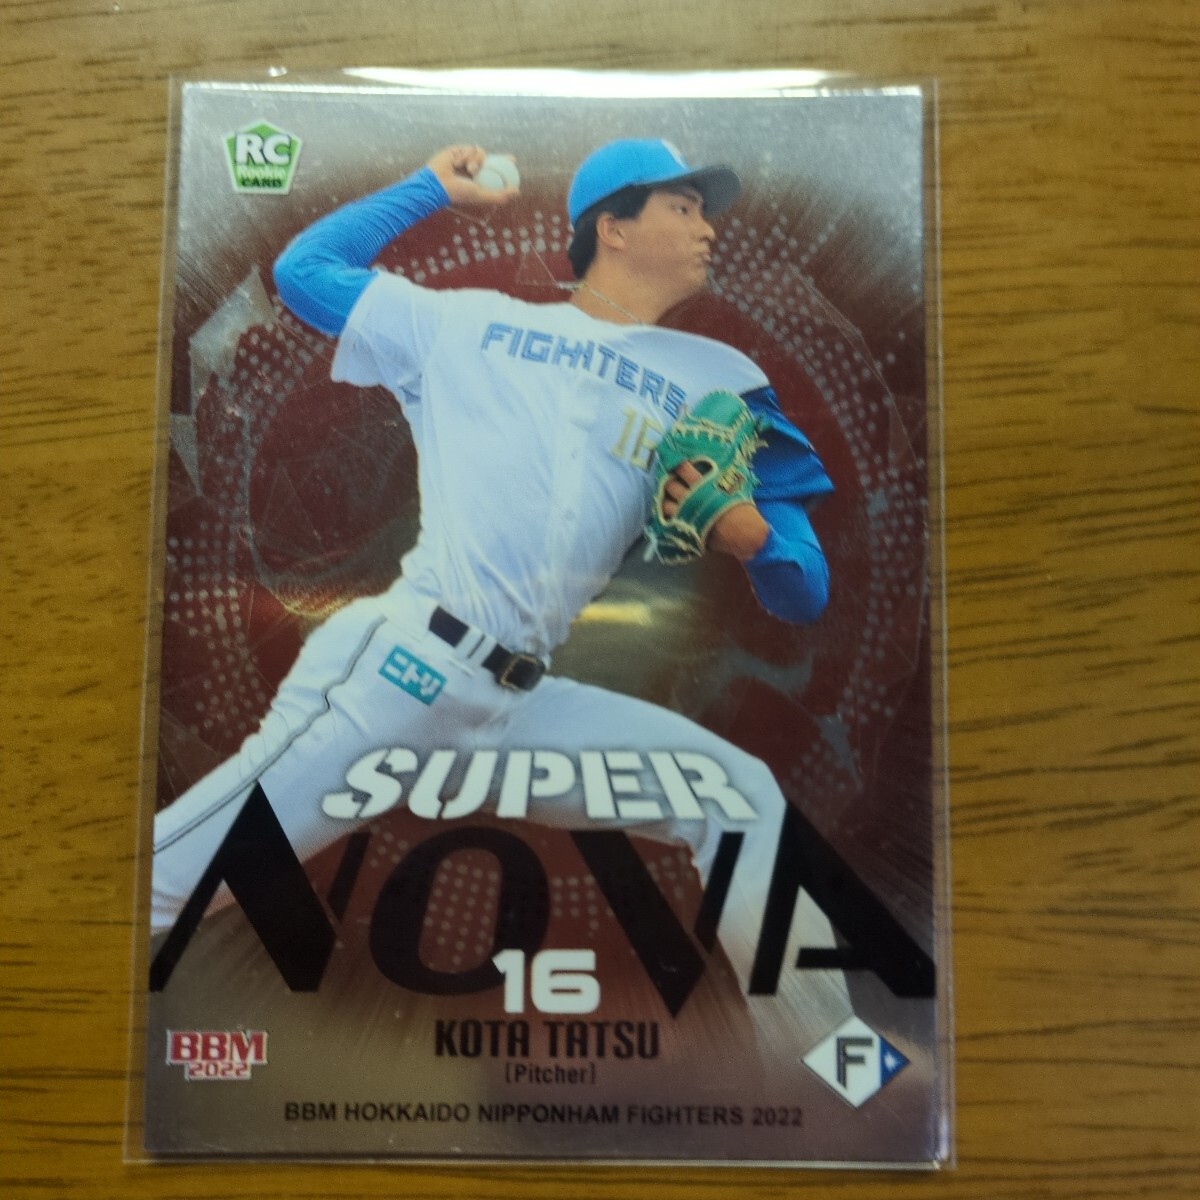 RC
Rookie
CARD
FIGHTERS
16
ニトリ
SUPER
NOVA
16
KOTA TATSU
[Pitcher]
BBM
2022
F
BBM HOKKAIDO NIPPONHAM FIGHTERS 2022